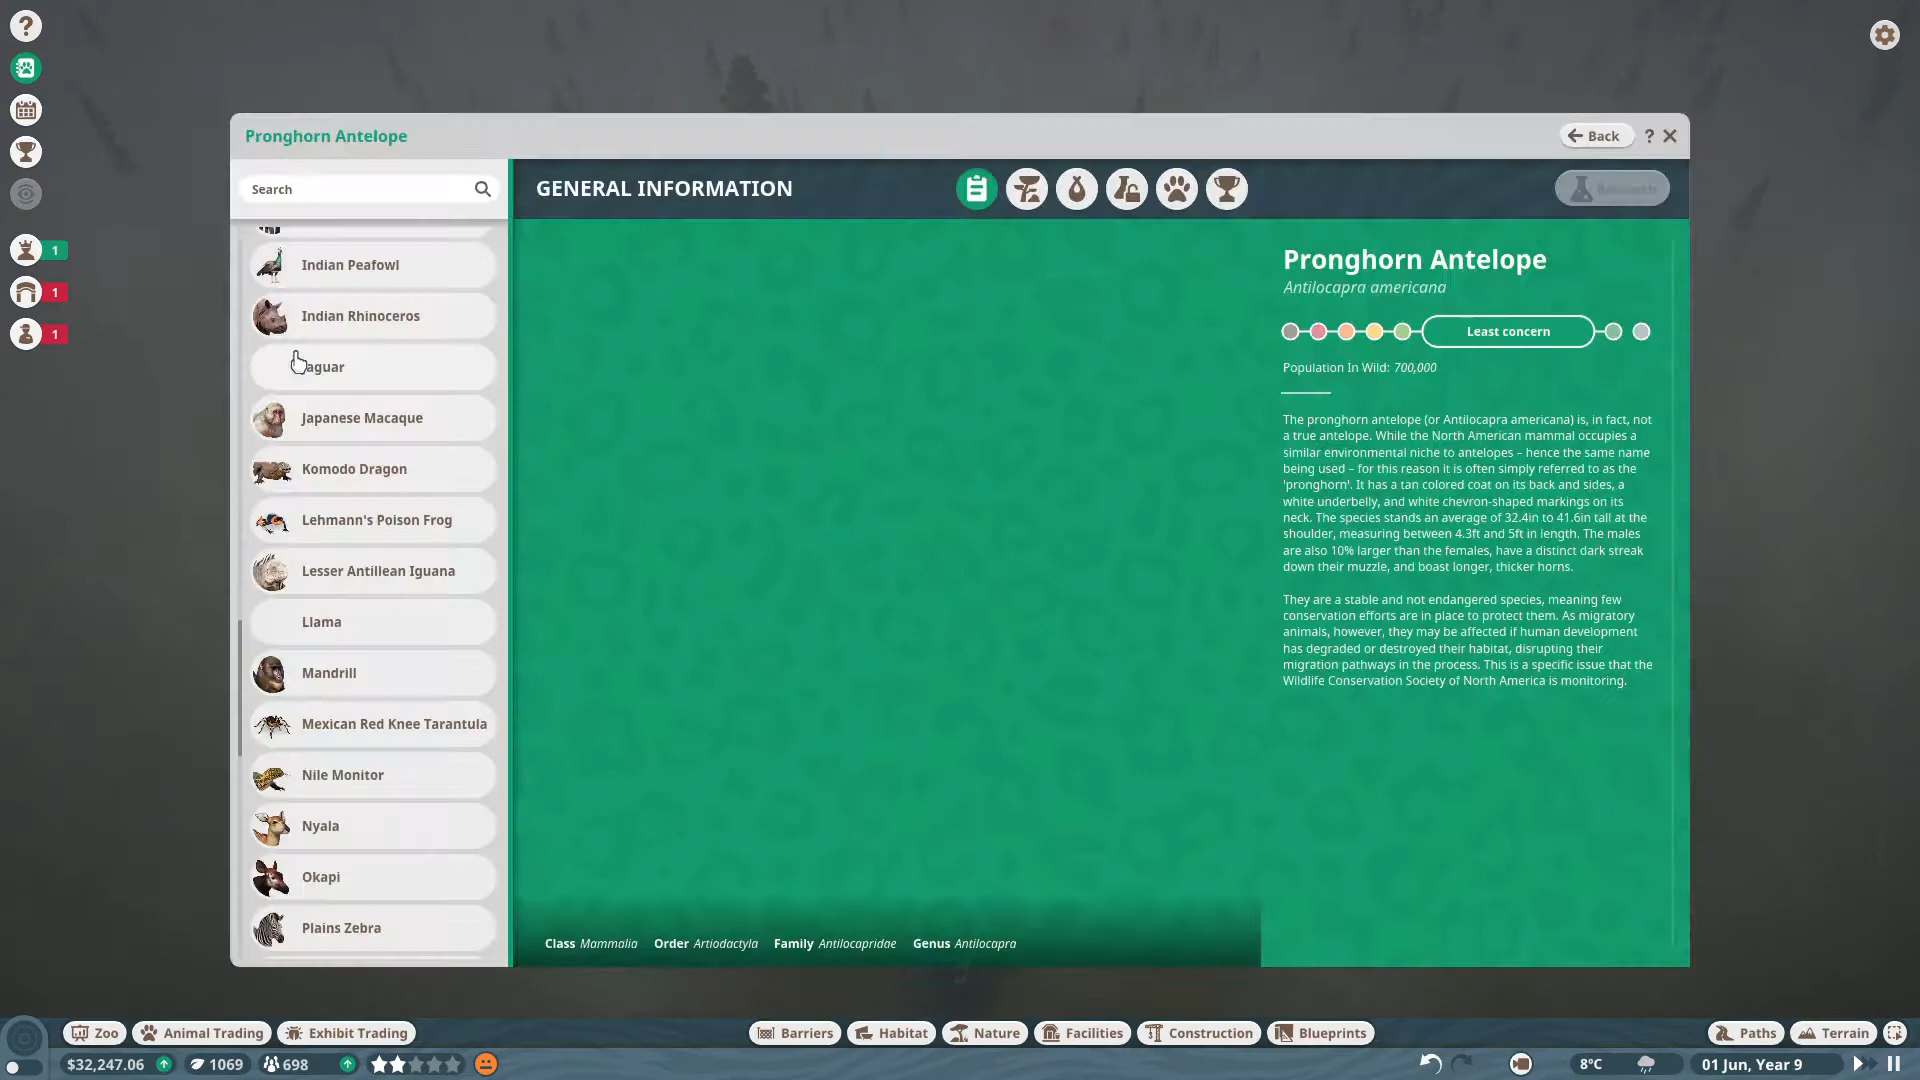 ?
Pronghorn Antelope
Back
?
Search
GENERAL INFORMATION
Research
1
1
1
Indian Peafowl
Indian Rhinoceros
aguar
Japanese Macaque
Komodo Dragon
Lehmann's Poison Frog
Lesser Antillean Iguana
Llama
Mandrill
Mexican Red Knee Tarantula
Nile Monitor
Nyala
Okapi
Plains Zebra
Pronghorn Antelope
Antilocapra americana
Least concern
Population In Wild: 700,000
The pronghorn antelope (or Antilocapra americana) is, in fact, not
a true antelope. While the North American mammal occupies a
similar environmental niche to antelopes – hence the same name
being used – for this reason it is often simply referred to as the
'pronghorn'. It has a tan colored coat on its back and sides, a
white underbelly, and white chevron-shaped markings on its
neck. The species stands an average of 32.4in to 41.6in tall at the
shoulder, measuring between 4.3ft and 5ft in length. The males
are also 10% larger than the females, have a distinct dark streak
down their muzzle, and boast longer, thicker horns.
They are a stable and not endangered species, meaning few
conservation efforts are in place to protect them. As migratory
animals, however, they may be affected if human development
has degraded or destroyed their habitat, disrupting their
migration pathways in the process. This is a specific issue that the
Wildlife Conservation Society of North America is monitoring.
Class Mammalia Order Artiodactyla Family Antilocapridae Genus Antilocapra
Zoo Animal Trading Exhibit Trading Barriers Habitat Nature Facilities Construction Blueprints Paths Terrain
$32,247.06 1069 698 8°C 01 Jun, Year 9